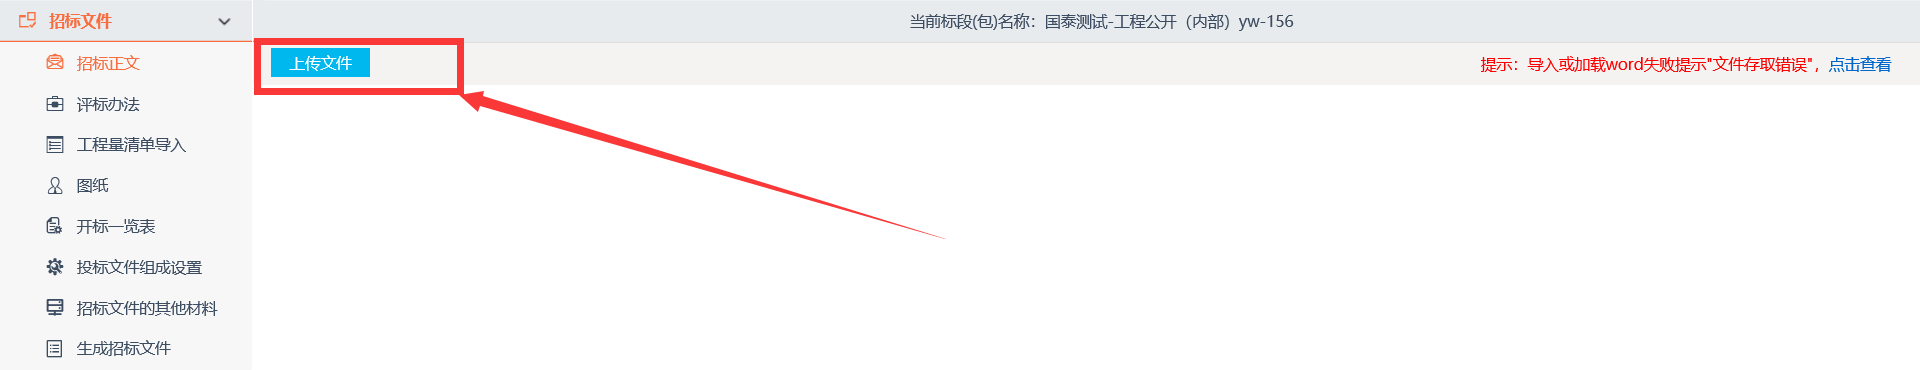 招标文件
当前标段(包)名称：国泰测试-工程公开（内部）yw-156
招标正文
上传文件
提示：导入或加载word失败提示"文件存取错误"，点击查看
评标办法
工程量清单导入
图纸
开标一览表
投标文件组成设置
招标文件的其他材料
生成招标文件